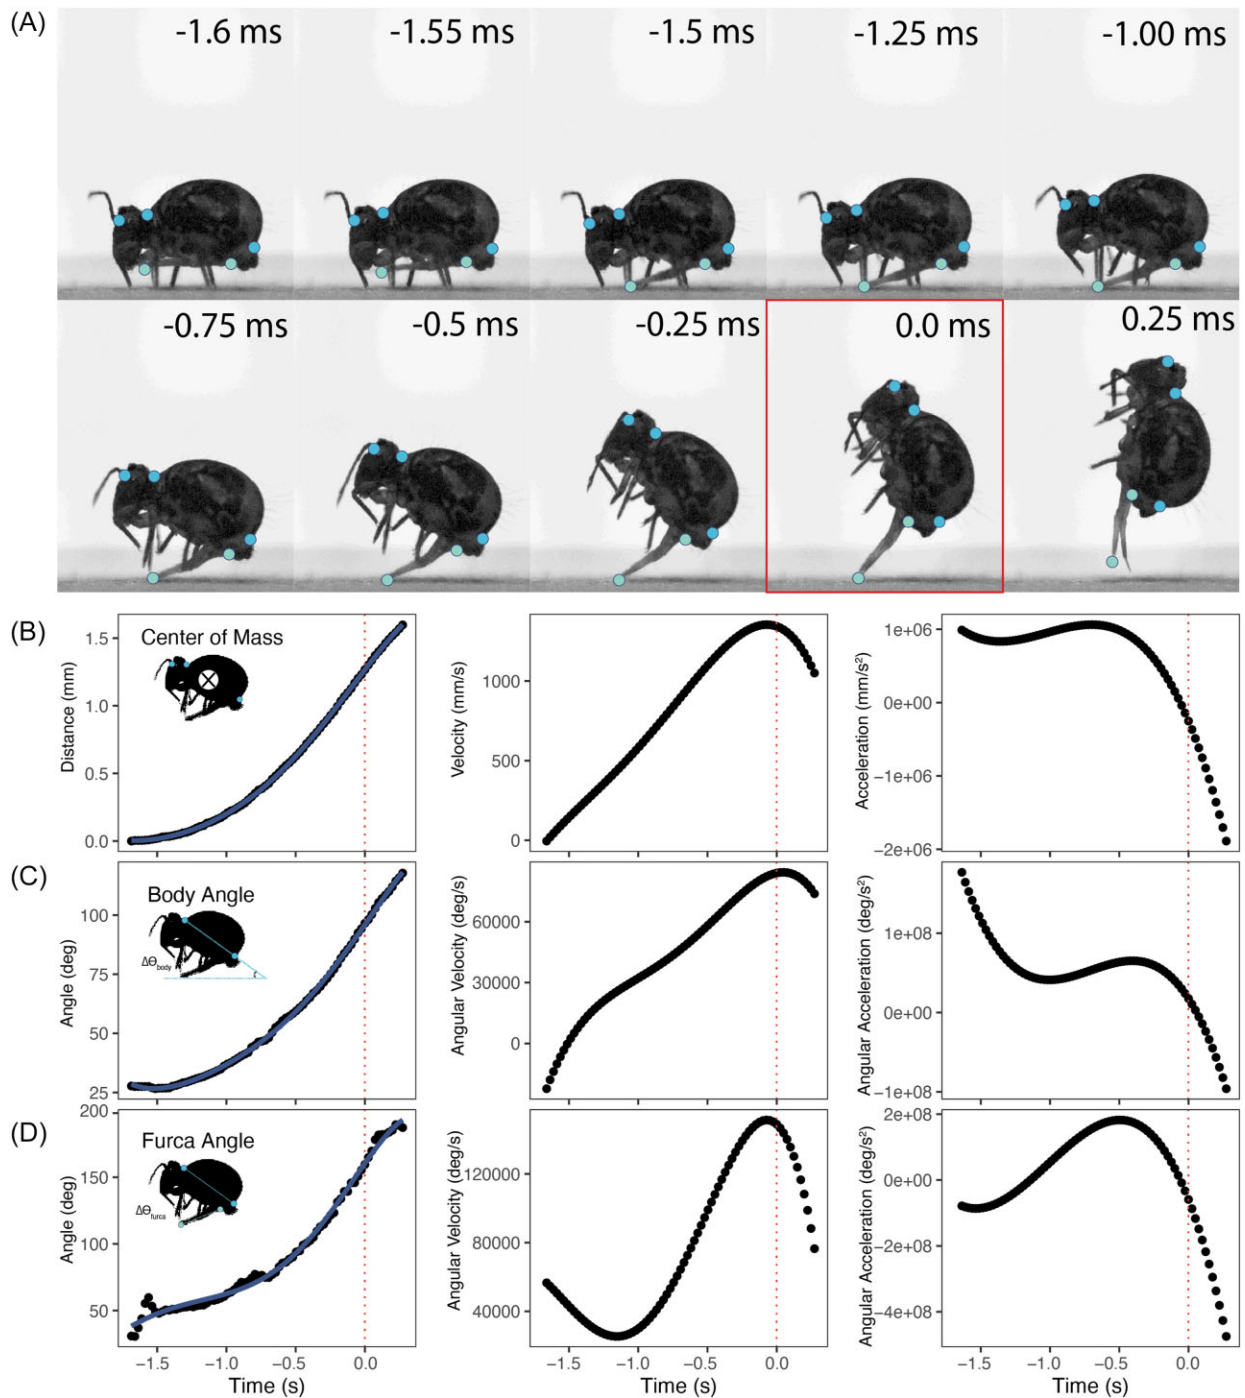 (A)
-1.6 ms
-1.55 ms
-1.5 ms
-1.25 ms
-1.00 ms
-0.75 ms
-0.5 ms
-0.25 ms
0.0 ms
0.25 ms
(B)
Center of Mass
Distance (mm)
1.5
1.0
0.5
0.0
Velocity (mm/s)
1000
500
0
Acceleration (mm/s²)
1e+06
0e+00
−1e+06
−2e+06
(C)
Body Angle
ΔΘbody
Angle (deg)
100
75
50
25
Angular Velocity (deg/s)
60000
30000
0
Angular Acceleration (deg/s²)
1e+08
0e+00
−1e+08
(D)
Furca Angle
ΔΘfurca
Angle (deg)
200
150
100
50
−1.5 −1.0 −0.5 0.0
Time (s)
Angular Velocity (deg/s)
120000
80000
40000
−1.5 −1.0 −0.5 0.0
Time (s)
Angular Acceleration (deg/s²)
2e+08
0e+00
−2e+08
−4e+08
−1.5 −1.0 −0.5 0.0
Time (s)